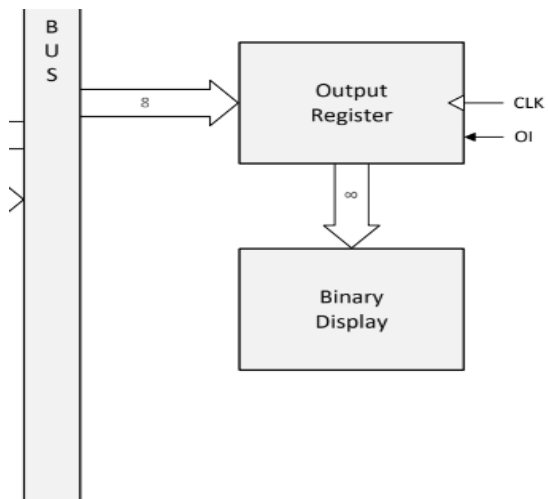 B
U
S
8
Output
Register
CLK
OI
8
Binary
Display